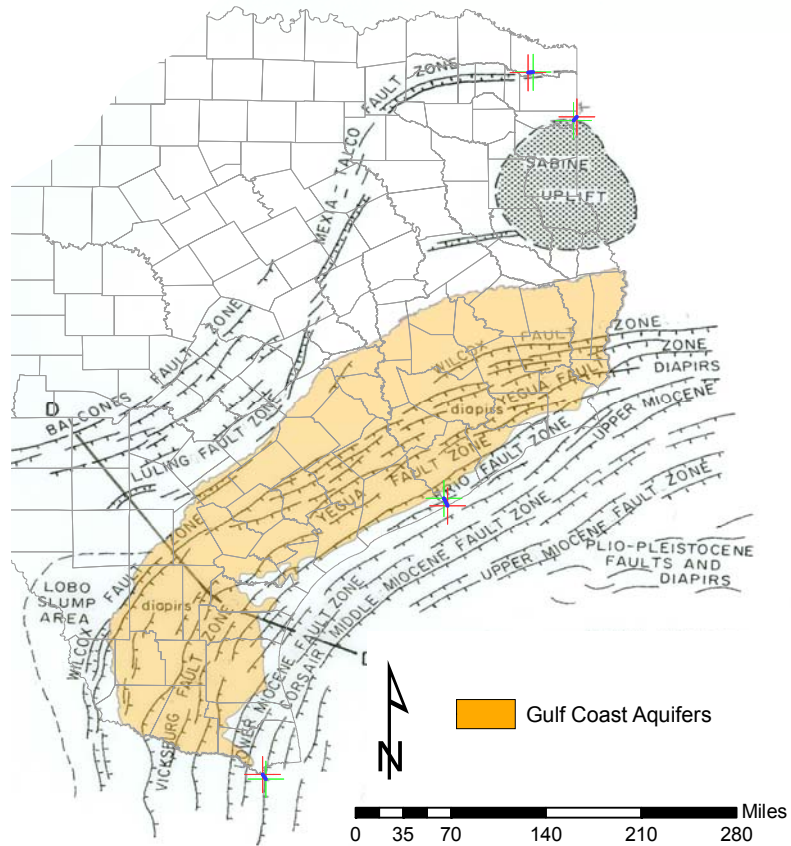 MEXIA - TALCO FAULT ZONE
SABINE
UPLIFT
BALCONES FAULT ZONE
LULING FAULT ZONE
WILCOX FAULT ZONE
YEGUA FAULT ZONE
DIAPIRS
diapirs
UPPER MIOCENE
D
YEGUA FAULT ZONE
FRIO FAULT ZONE
WILCOX FAULT ZONE
LOBO
SLUMP
AREA
diapirs
VICKSBURG FAULT ZONE
LOWER MIOCENE FAULT ZONE
CORSAIR MIDDLE MIOCENE FAULT ZONE
UPPER MIOCENE FAULT ZONE
PLIO-PLEISTOCENE
FAULTS AND
DIAPIRS
N
Gulf Coast Aquifers
Miles
0 35 70 140 210 280